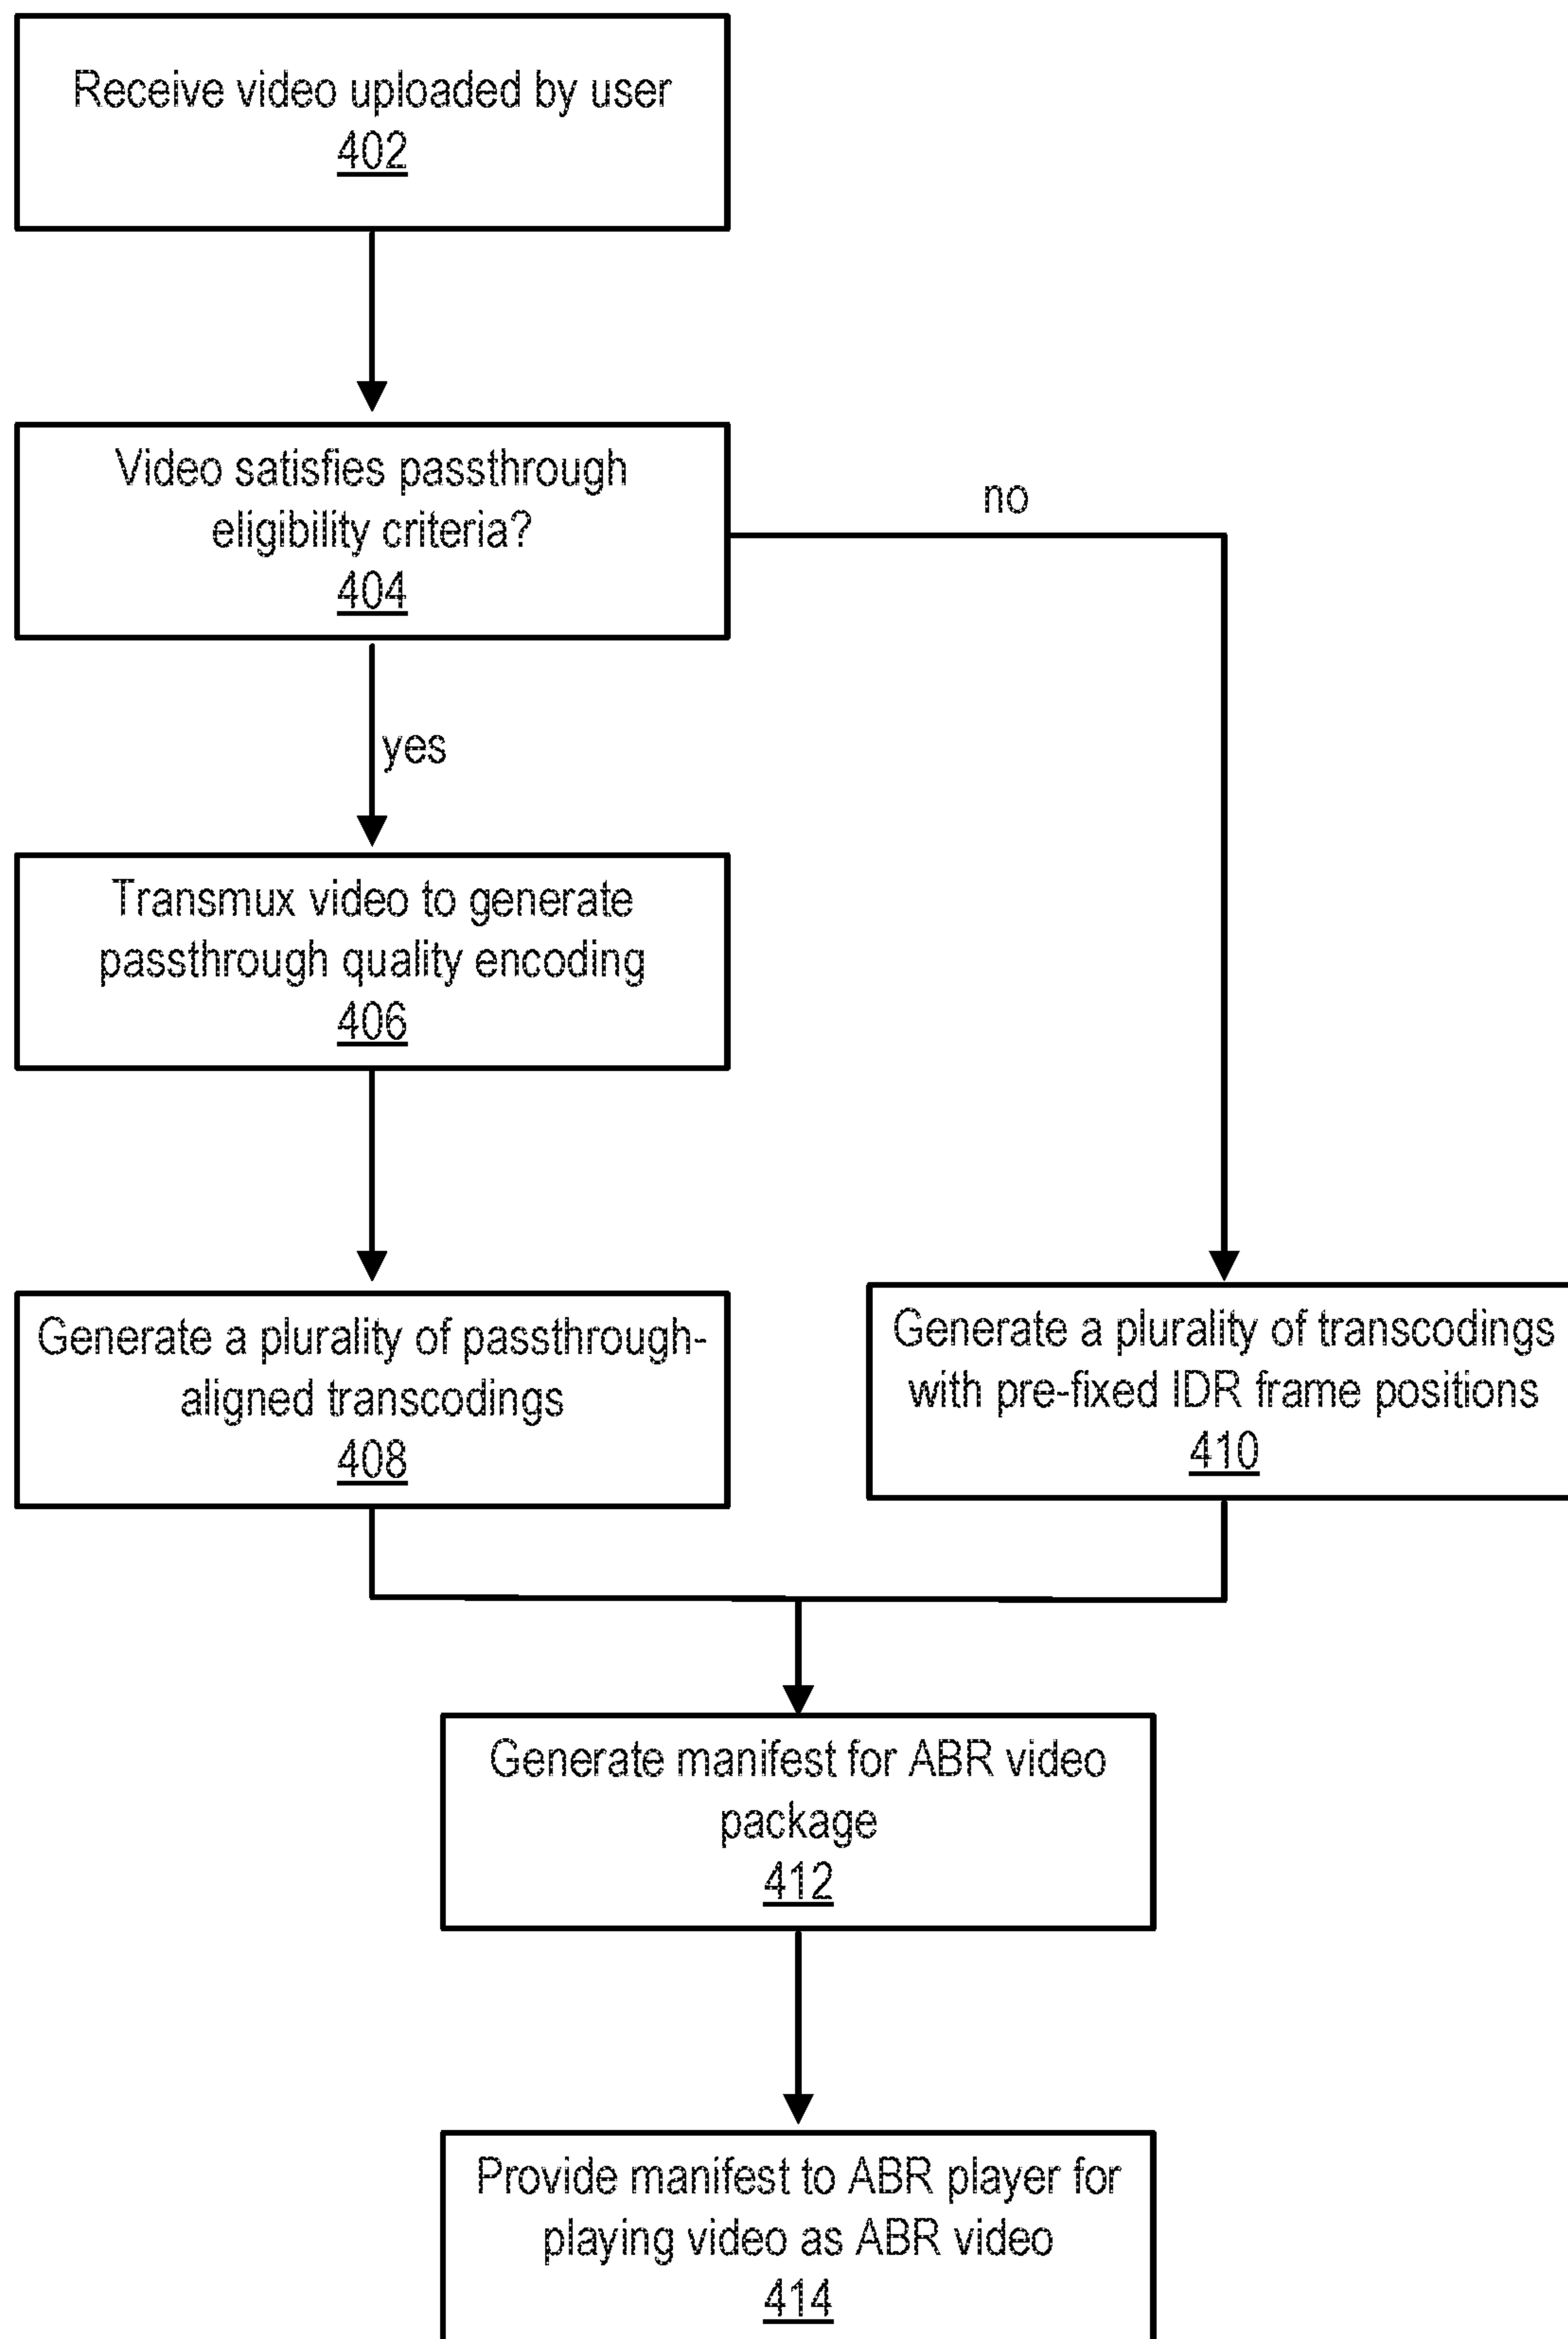 Receive video uploaded by user
402
Video satisfies passthrough
eligibility criteria?
404
no
yes
Transmux video to generate
passthrough quality encoding
406
Generate a plurality of passthrough-
aligned transcodings
408
Generate a plurality of transcodings
with pre-fixed IDR frame positions
410
Generate manifest for ABR video
package
412
Provide manifest to ABR player for
playing video as ABR video
414